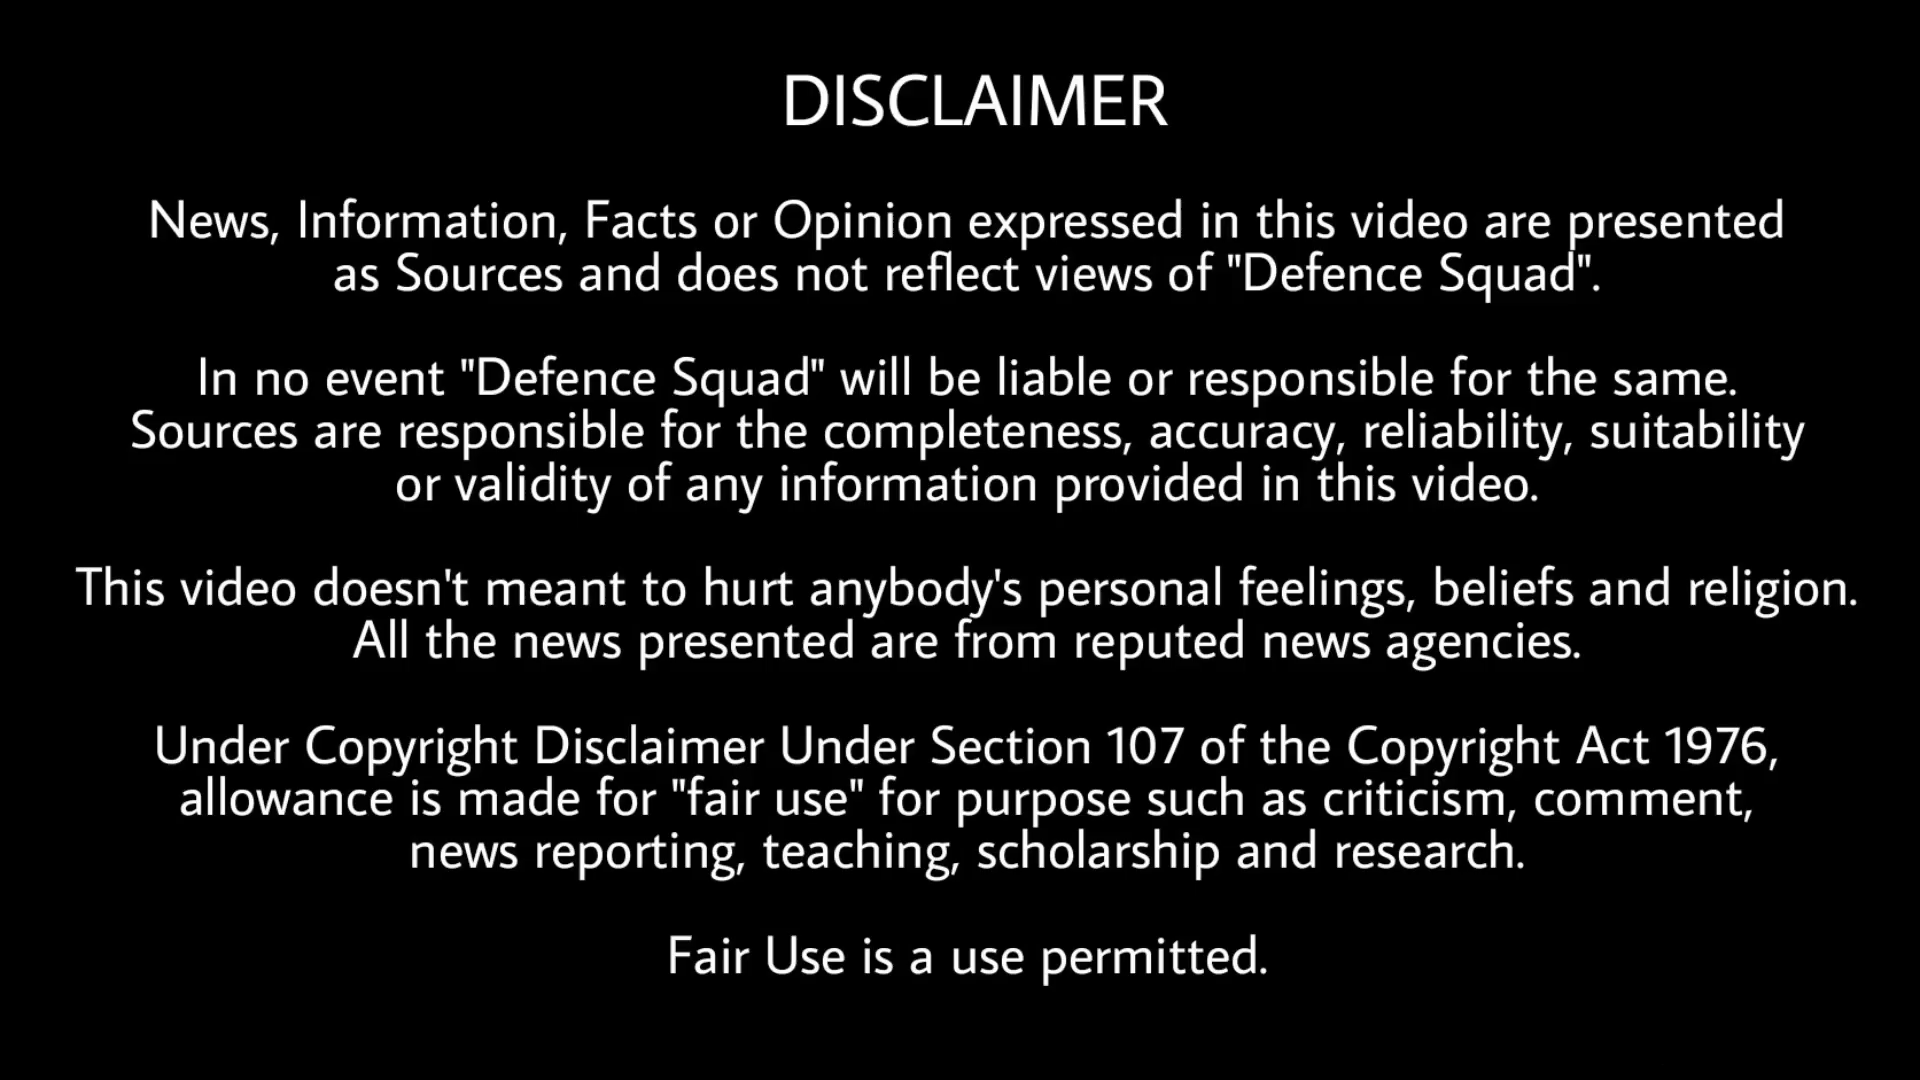 DISCLAIMER
News, Information, Facts or Opinion expressed in this video are presented
as Sources and does not reflect views of "Defence Squad".
In no event "Defence Squad" will be liable or responsible for the same.
Sources are responsible for the completeness, accuracy, reliability, suitability
or validity of any information provided in this video.
This video doesn't meant to hurt anybody's personal feelings, beliefs and religion.
All the news presented are from reputed news agencies.
Under Copyright Disclaimer Under Section 107 of the Copyright Act 1976,
allowance is made for "fair use" for purpose such as criticism, comment,
news reporting, teaching, scholarship and research.
Fair Use is a use permitted.